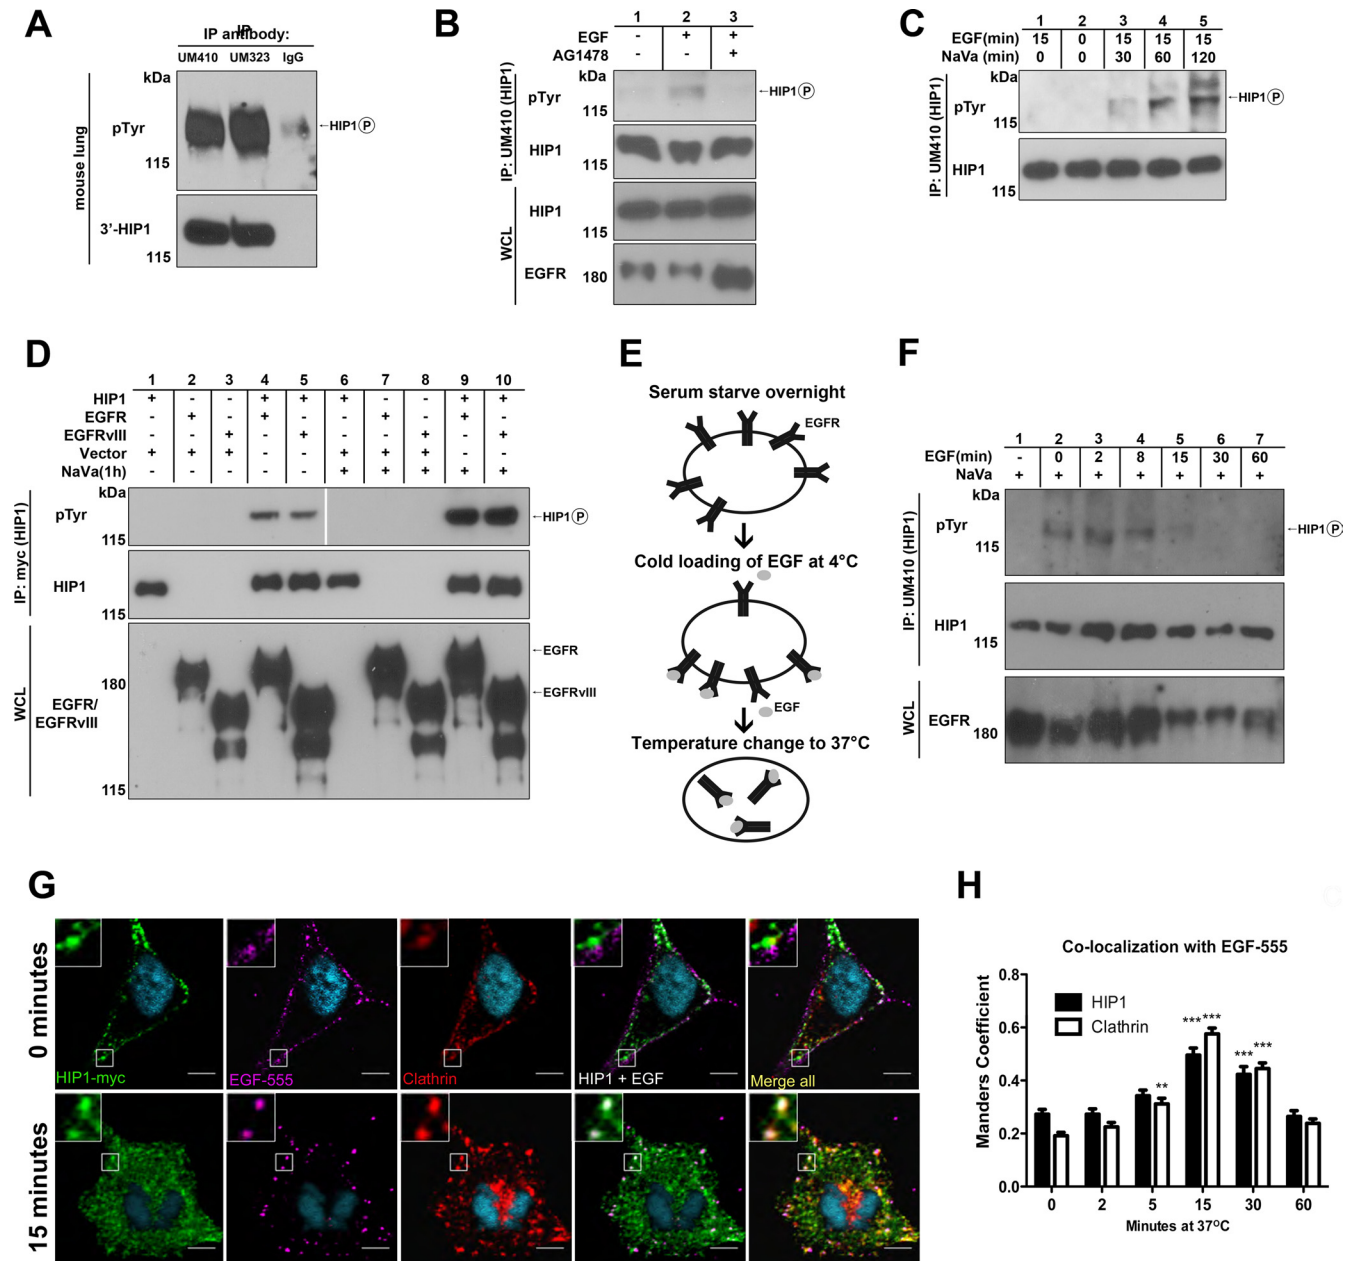 A
IP
IP antibody:
UM410 UM323 IgG
kDa
mouse lung
pTyr
←HIP1 P
115
3'-HIP1
115
B
1 2 3
EGF - + +
AG1478 - - +
kDa
IP: UM410 (HIP1)
pTyr
←HIP1 P
115
HIP1
115
WCL
HIP1
115
EGFR 180
C
1 2 3 4 5
EGF(min) 15 0 15 15 15
NaVa (min) 0 0 30 60 120
kDa
IP: UM410 (HIP1)
pTyr
←HIP1 P
115
HIP1
115
D
1 2 3 4 5 6 7 8 9 10
HIP1 + - - + + + - - + +
EGFR - + - + - - + - + -
EGFRvIII - - + - + - - + - +
Vector + + + - - + + + - -
NaVa(1h) - - - - - + + + + +
kDa
IP: myc (HIP1)
pTyr
←HIP1 P
115
HIP1
115
WCL
←EGFR
180
←EGFRvIII
EGFR/
EGFRvIII
115
E
Serum starve overnight
EGFR
Cold loading of EGF at 4°C
EGF
Temperature change to 37°C
F
1 2 3 4 5 6 7
EGF(min) - 0 2 8 15 30 60
NaVa + + + + + + +
kDa
IP: UM410 (HIP1)
pTyr
←HIP1 P
115
HIP1
115
WCL
EGFR
180
G
0 minutes
HIP1-myc EGF-555 Clathrin HIP1 + EGF Merge all
15 minutes
H
Co-localization with EGF-555
Manders Coefficient
0.8
0.6
0.4
0.2
0.0
HIP1
Clathrin
** *** *** *** ***
0 2 5 15 30 60
Minutes at 37°C